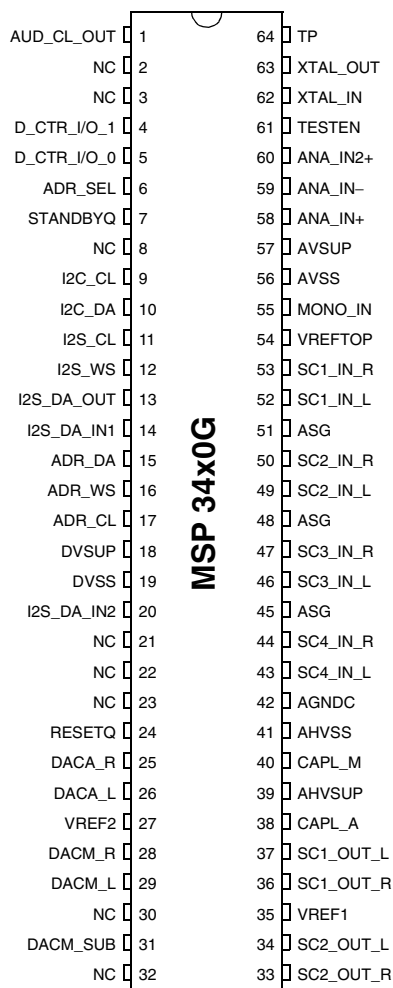 AUD_CL_OUT 1 64 TP
NC 2 63 XTAL_OUT
NC 3 62 XTAL_IN
D_CTR_I/O_1 4 61 TESTEN
D_CTR_I/O_0 5 60 ANA_IN2+
ADR_SEL 6 59 ANA_IN−
STANDBYQ 7 58 ANA_IN+
NC 8 57 AVSUP
I2C_CL 9 56 AVSS
I2C_DA 10 55 MONO_IN
I2S_CL 11 54 VREFTOP
I2S_WS 12 53 SC1_IN_R
I2S_DA_OUT 13 52 SC1_IN_L
I2S_DA_IN1 14 51 ASG
ADR_DA 15 50 SC2_IN_R
ADR_WS 16 49 SC2_IN_L
ADR_CL 17 48 ASG
DVSUP 18 47 SC3_IN_R
DVSS 19 46 SC3_IN_L
I2S_DA_IN2 20 45 ASG
NC 21 44 SC4_IN_R
NC 22 43 SC4_IN_L
NC 23 42 AGNDC
RESETQ 24 41 AHVSS
DACA_R 25 40 CAPL_M
DACA_L 26 39 AHVSUP
VREF2 27 38 CAPL_A
DACM_R 28 37 SC1_OUT_L
DACM_L 29 36 SC1_OUT_R
NC 30 35 VREF1
DACM_SUB 31 34 SC2_OUT_L
NC 32 33 SC2_OUT_R
MSP 34x0G